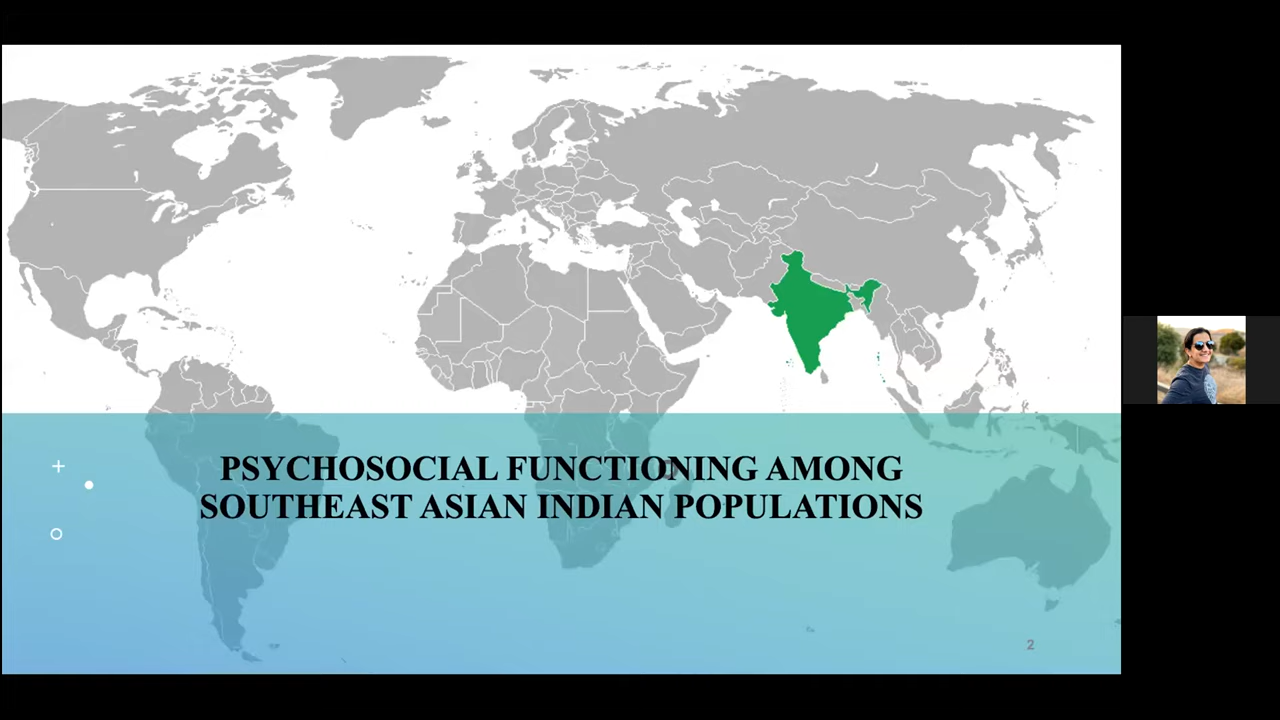 PSYCHOSOCIAL FUNCTIONING AMONG
SOUTHEAST ASIAN INDIAN POPULATIONS
2